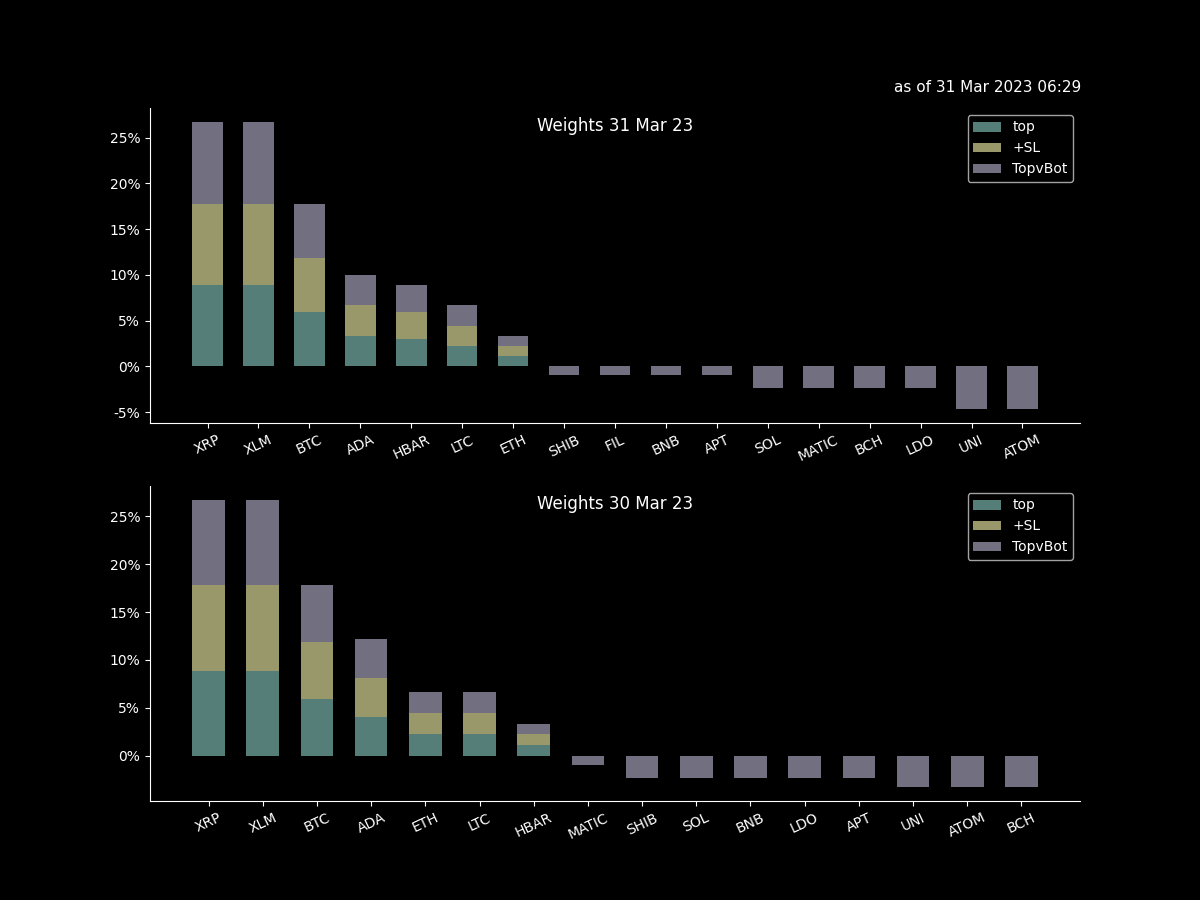 as of 31 Mar 2023 06:29
Weights 31 Mar 23
top
+SL
TopvBot
25%
20%
15%
10%
5%
0%
-5%
XRP XLM BTC ADA HBAR LTC ETH SHIB FIL BNB APT SOL MATIC BCH LDO UNI ATOM
Weights 30 Mar 23
top
+SL
TopvBot
25%
20%
15%
10%
5%
0%
XRP XLM BTC ADA ETH LTC HBAR MATIC SHIB SOL BNB LDO APT UNI ATOM BCH